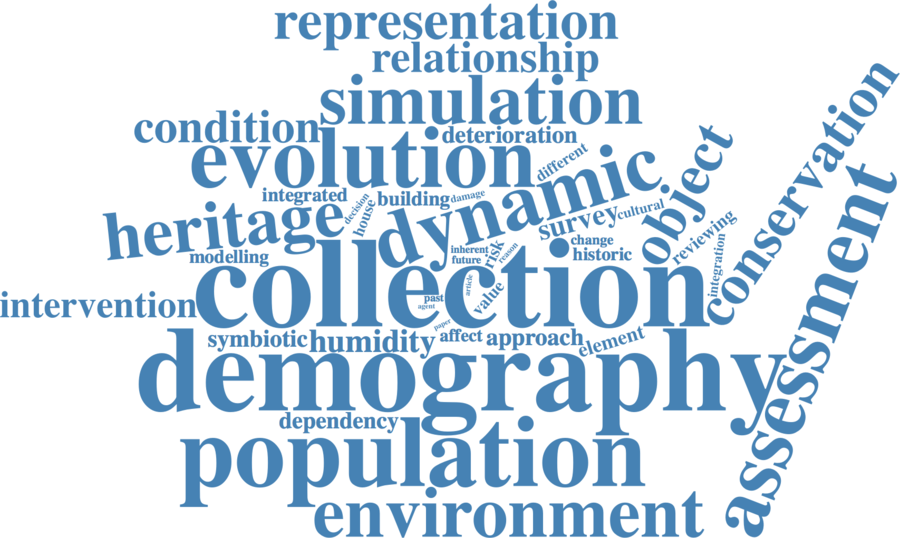 representation
relationship
simulation
condition
deterioration
evolution
different
integrated
decision
house
building
damage
dynamic
survey
cultural
object
conservation
assessment
heritage
modelling
inherent
future
risk
reason
change
historic
reviewing
integration
collection
article
value
past
agent
paper
intervention
symbiotic
humidity
affect
approach
element
demography
dependency
population
environment